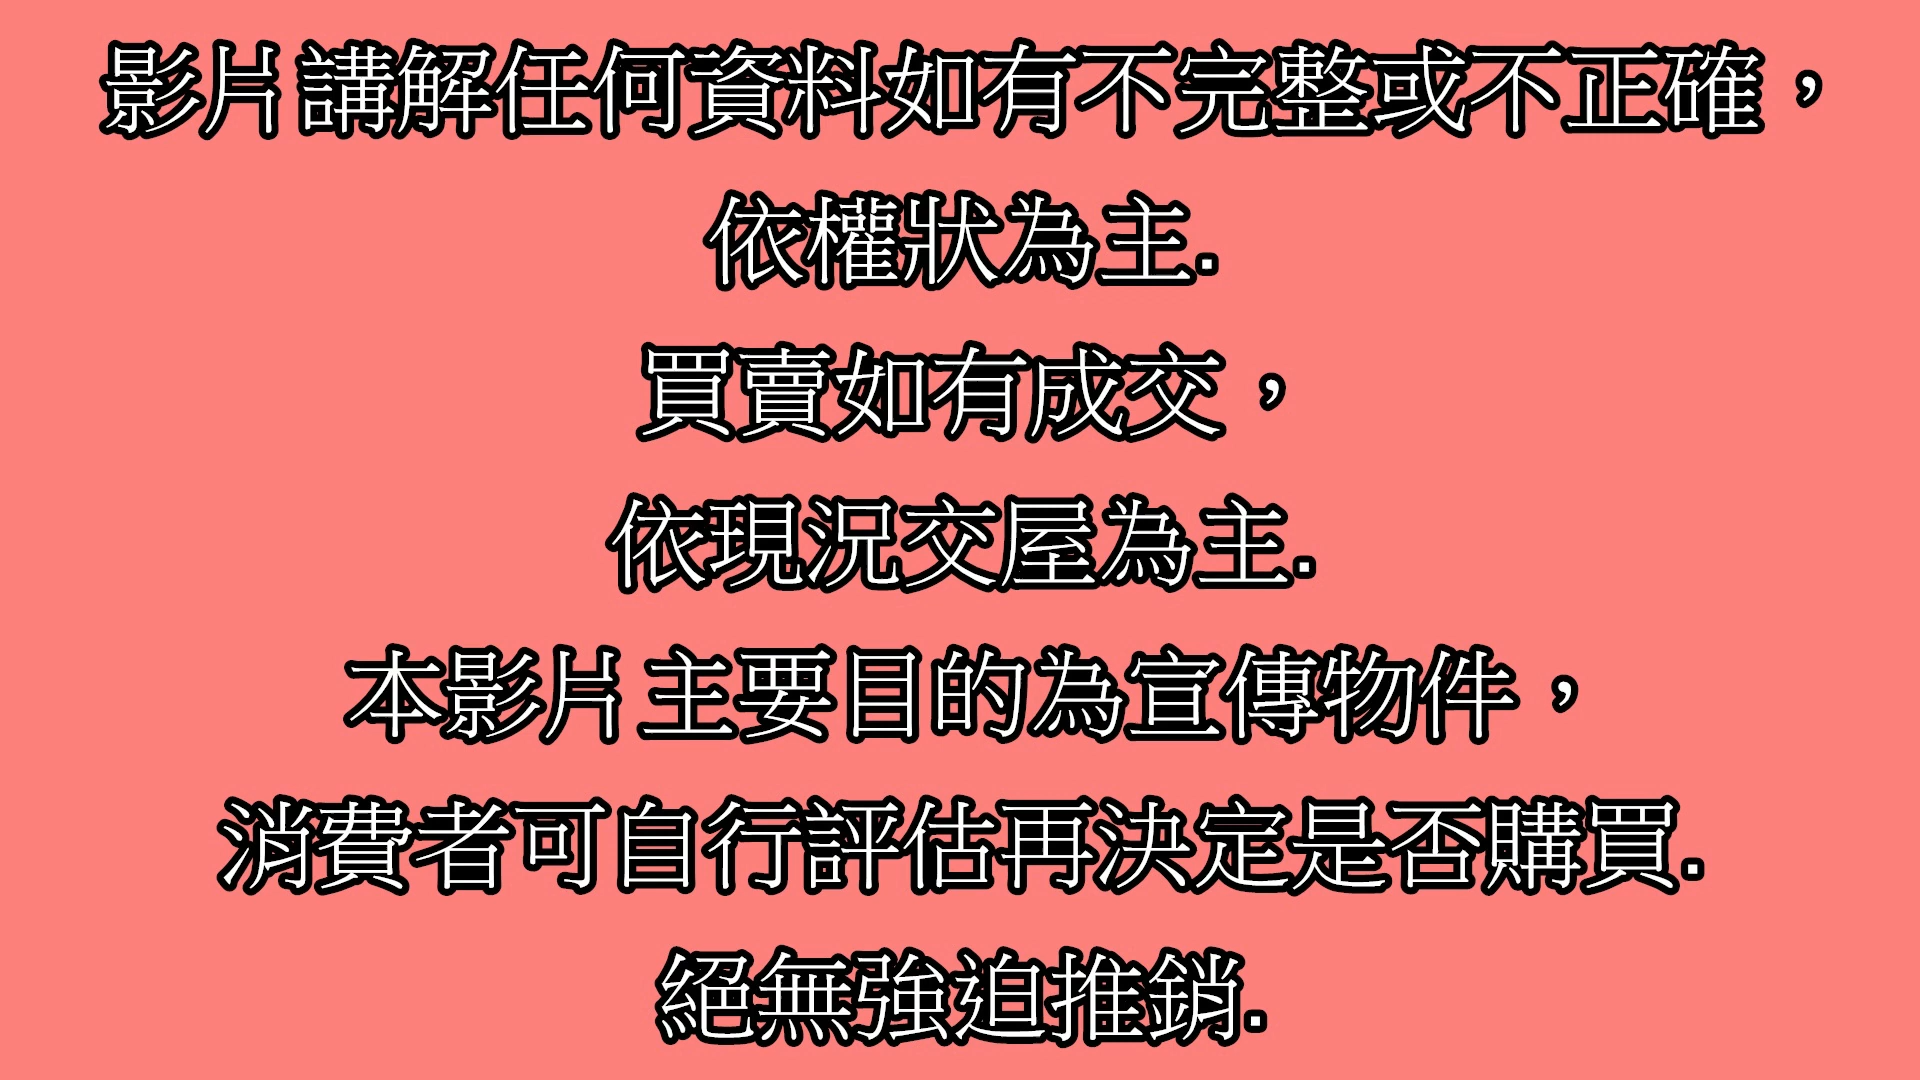 影片講解任何資料如有不完整或不正確，
依權狀為主.
買賣如有成交，
依現況交屋為主.
本影片主要目的為宣傳物件，
消費者可自行評估再決定是否購買.
絕無強迫推銷.